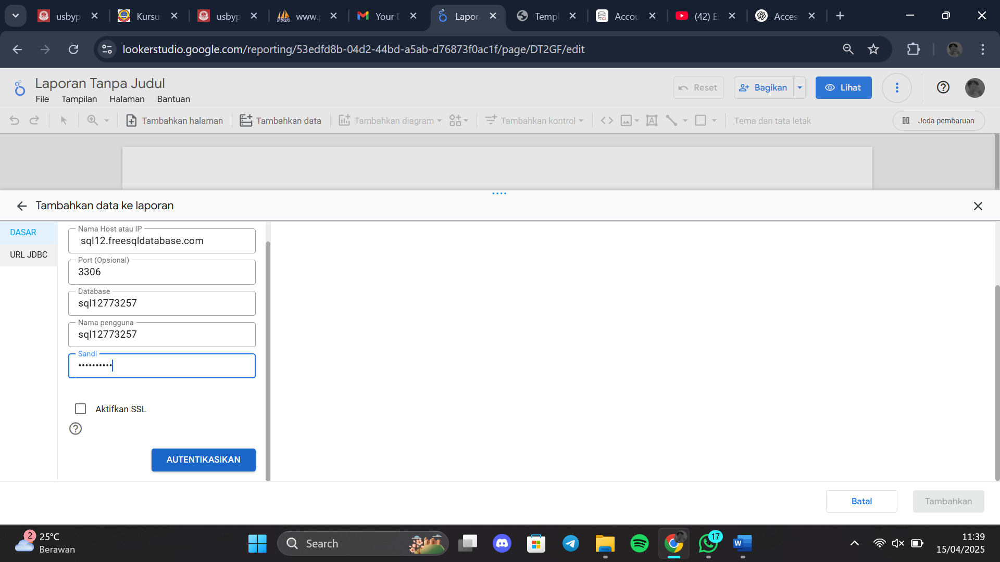 usbyp
Kursu
usbyp
www.p
Your D
Lapor
Templ
Accou
(42) E
Acces
lookerstudio.google.com/reporting/53edfd8b-04d2-44bd-a5ab-d76873f0ac1f/page/DT2GF/edit
Laporan Tanpa Judul
File Tampilan Halaman Bantuan
Reset
Bagikan
Lihat
Tambahkan halaman
Tambahkan data
Tambahkan diagram
Tambahkan kontrol
Tema dan tata letak
Jeda pembaruan
Tambahkan data ke laporan
DASAR
URL JDBC
Nama Host atau IP
sql12.freesqldatabase.com
Port (Opsional)
3306
Database
sql12773257
Nama pengguna
sql12773257
Sandi
••••••••••
Aktifkan SSL
AUTENTIKASIKAN
Batal
Tambahkan
2
25°C
Berawan
Search
17
11:39
15/04/2025